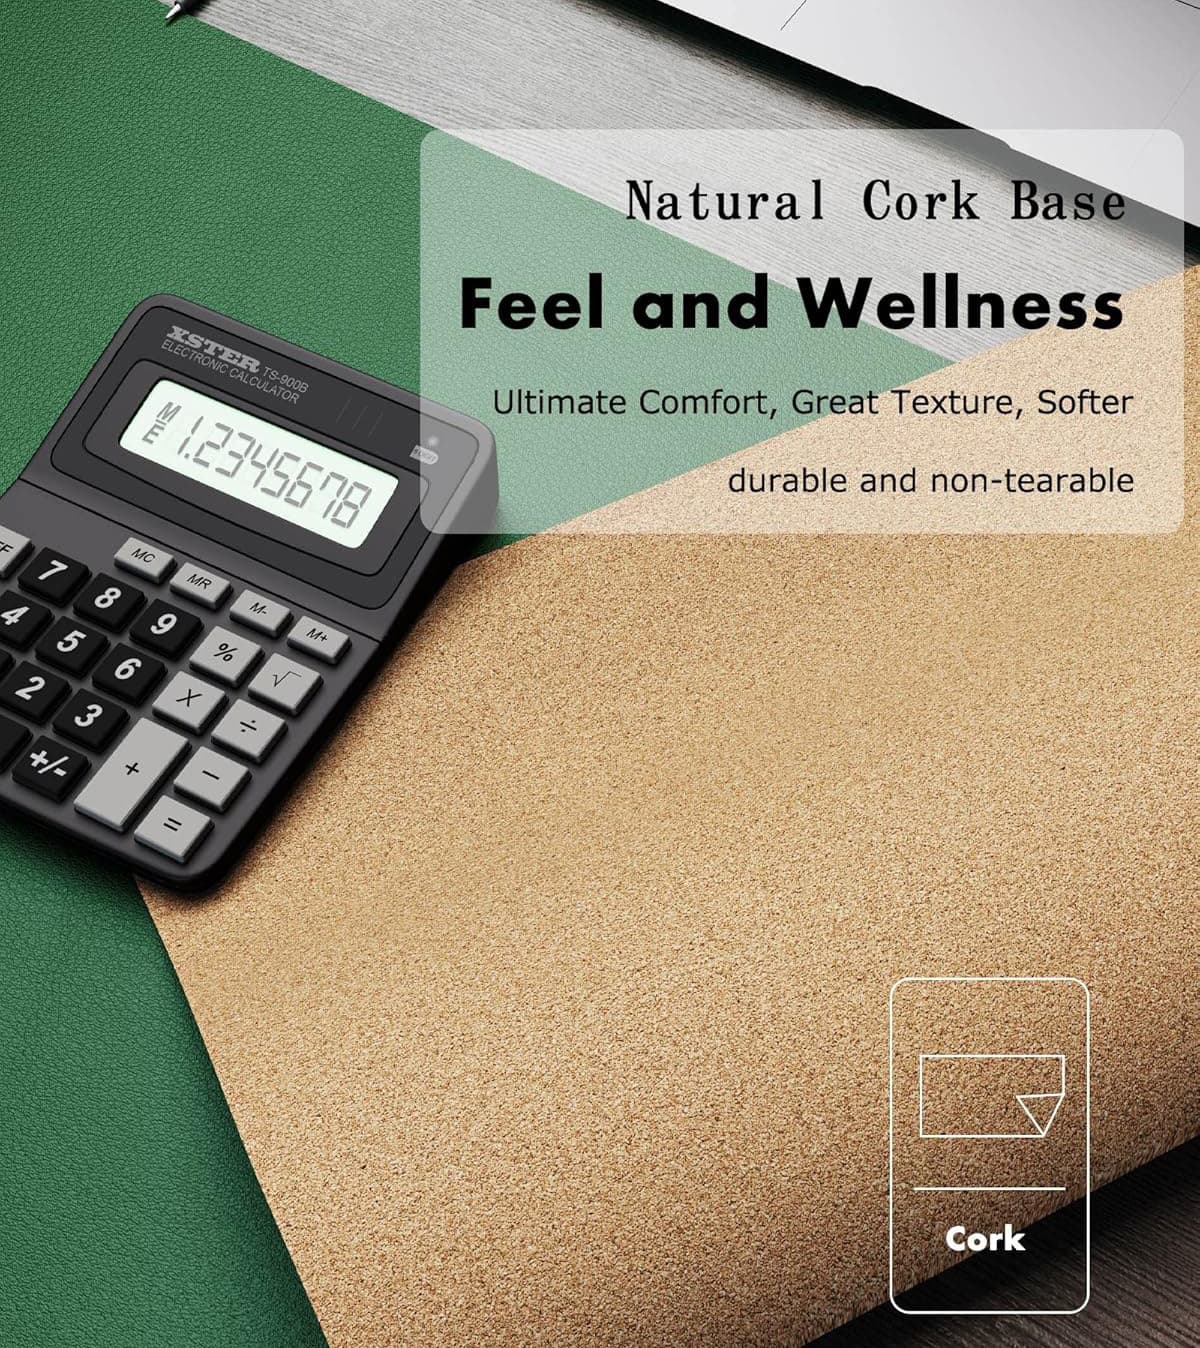 Natural Cork Base
Feel and Wellness
Ultimate Comfort, Great Texture, Softer
durable and non-tearable
XSTER TS-900B
ELECTRONIC CALCULATOR
M
E 1.2345678
MC MR M- M+
7 8 9 % √
4 5 6 X ÷
2 3 + −
+/- =
Cork